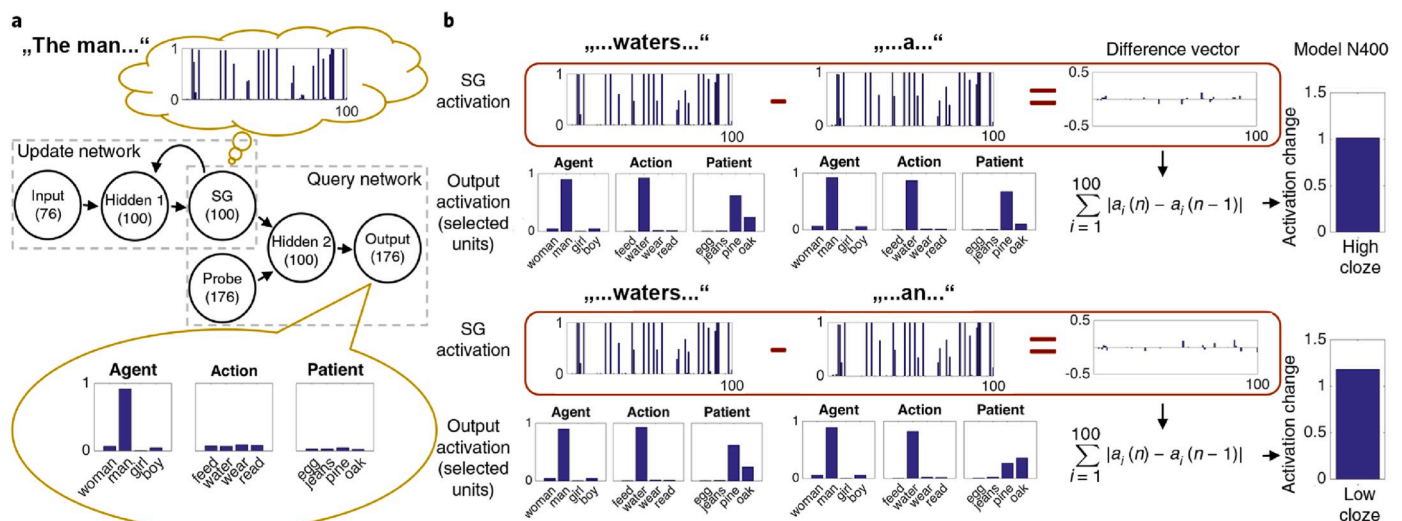 a
„The man...“
1
0
100
Update network
Query network
Input
(76)
Hidden 1
(100)
SG
(100)
Hidden 2
(100)
Output
(176)
Probe
(176)
Agent
Action
Patient
1
0
woman
man
girl
boy
feed
water
wear
read
egg
jeans
pine
oak
b
„...waters...“
„...a...“
Difference vector
Model N400
SG
activation
1
0
100
1
0
100
0.5
-0.5
100
Output
activation
(selected
units)
Agent
Action
Patient
1
0
woman
man
girl
boy
feed
water
wear
read
egg
jeans
pine
oak
Agent
Action
Patient
1
0
woman
man
girl
boy
feed
water
wear
read
egg
jeans
pine
oak
100
∑ |aᵢ (n) – aᵢ (n – 1)|
i = 1
Activation change
1.5
1
0.5
0
High
cloze
„...waters...“
„...an...“
SG
activation
1
0
100
1
0
100
0.5
-0.5
100
Output
activation
(selected
units)
Agent
Action
Patient
1
0
woman
man
girl
boy
feed
water
wear
read
egg
jeans
pine
oak
Agent
Action
Patient
1
0
woman
man
girl
boy
feed
water
wear
read
egg
jeans
pine
oak
100
∑ |aᵢ (n) – aᵢ (n – 1)|
i = 1
Activation change
1.5
1
0.5
0
Low
cloze